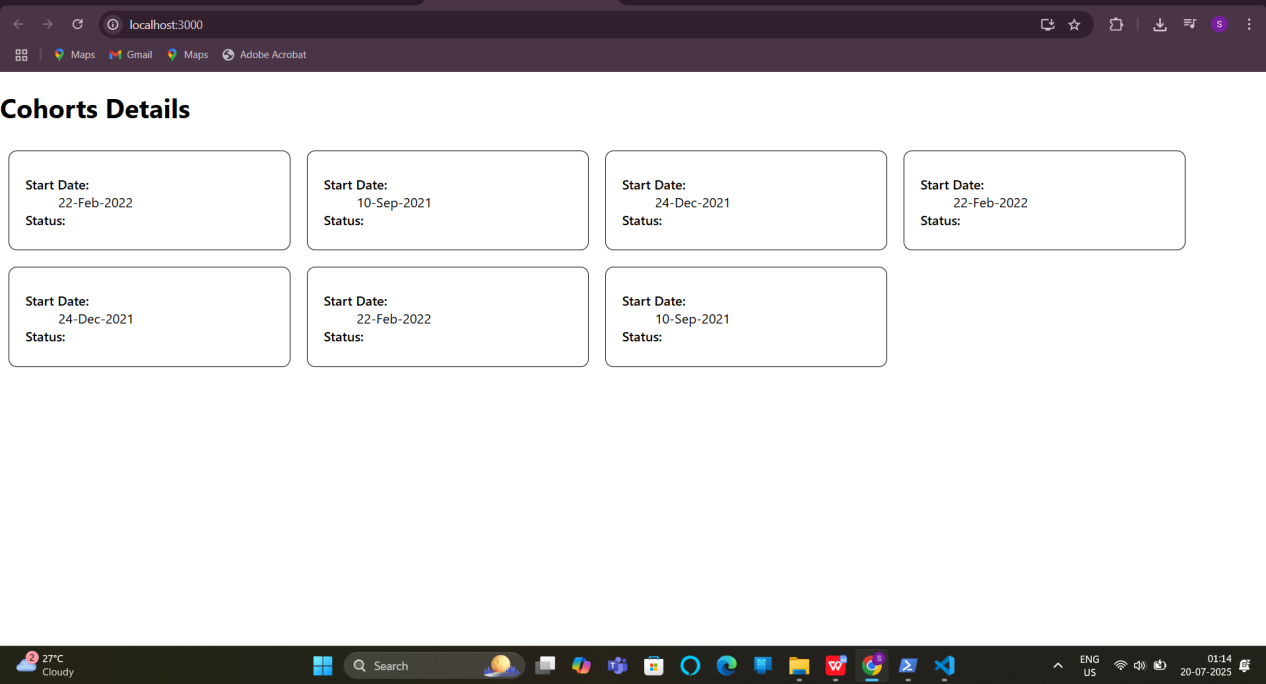 localhost:3000
S
Maps
Gmail
Maps
Adobe Acrobat
Cohorts Details
Start Date:
22-Feb-2022
Status:
Start Date:
10-Sep-2021
Status:
Start Date:
24-Dec-2021
Status:
Start Date:
22-Feb-2022
Status:
Start Date:
24-Dec-2021
Status:
Start Date:
22-Feb-2022
Status:
Start Date:
10-Sep-2021
Status:
2
27°C
Cloudy
Search
ENG
US
01:14
20-07-2025